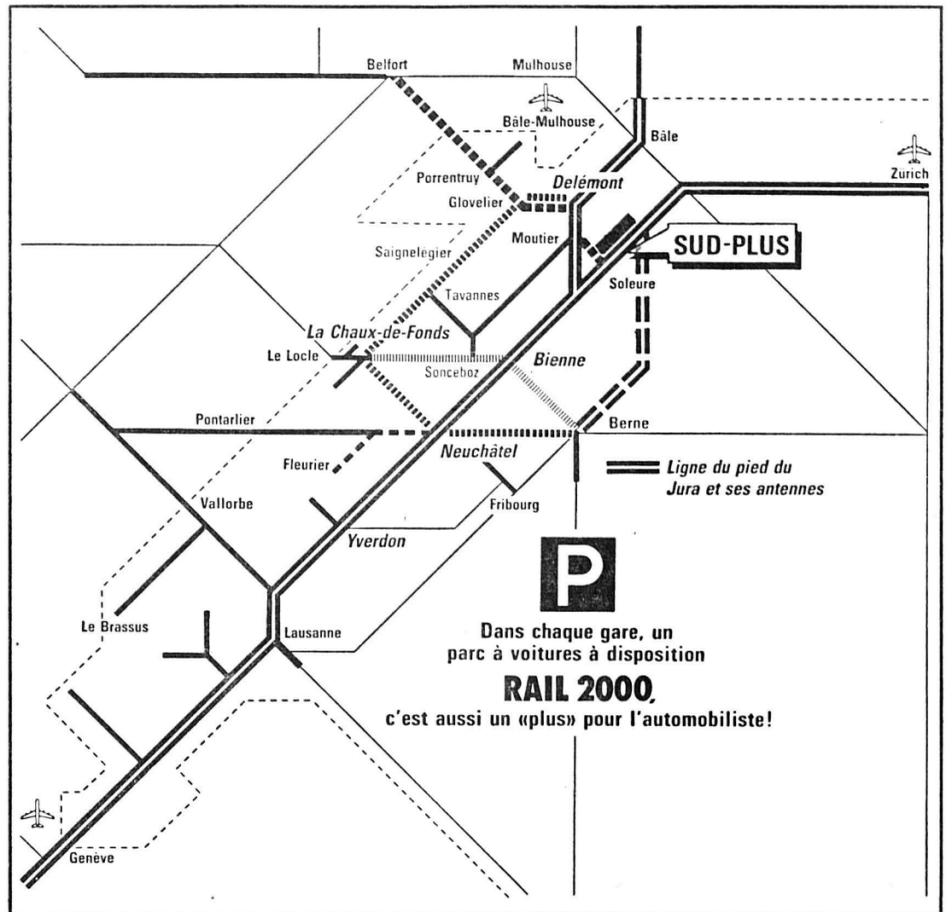 Belfort
Mulhouse
Bâle-Mulhouse
Bâle
Zurich
Porrentruy
Delémont
Glovelier
Moutier
SUD-PLUS
Saignelégier
Soleure
Tavannes
La Chaux-de-Fonds
Le Locle
Sonceboz
Bienne
Pontarlier
Berne
Neuchâtel
Fleurier
Ligne du pied du
Jura et ses antennes
Vallorbe
Fribourg
Yverdon
P
Le Brassus
Lausanne
Dans chaque gare, un
parc à voitures à disposition
RAIL 2000,
c'est aussi un «plus» pour l'automobiliste!
Genève